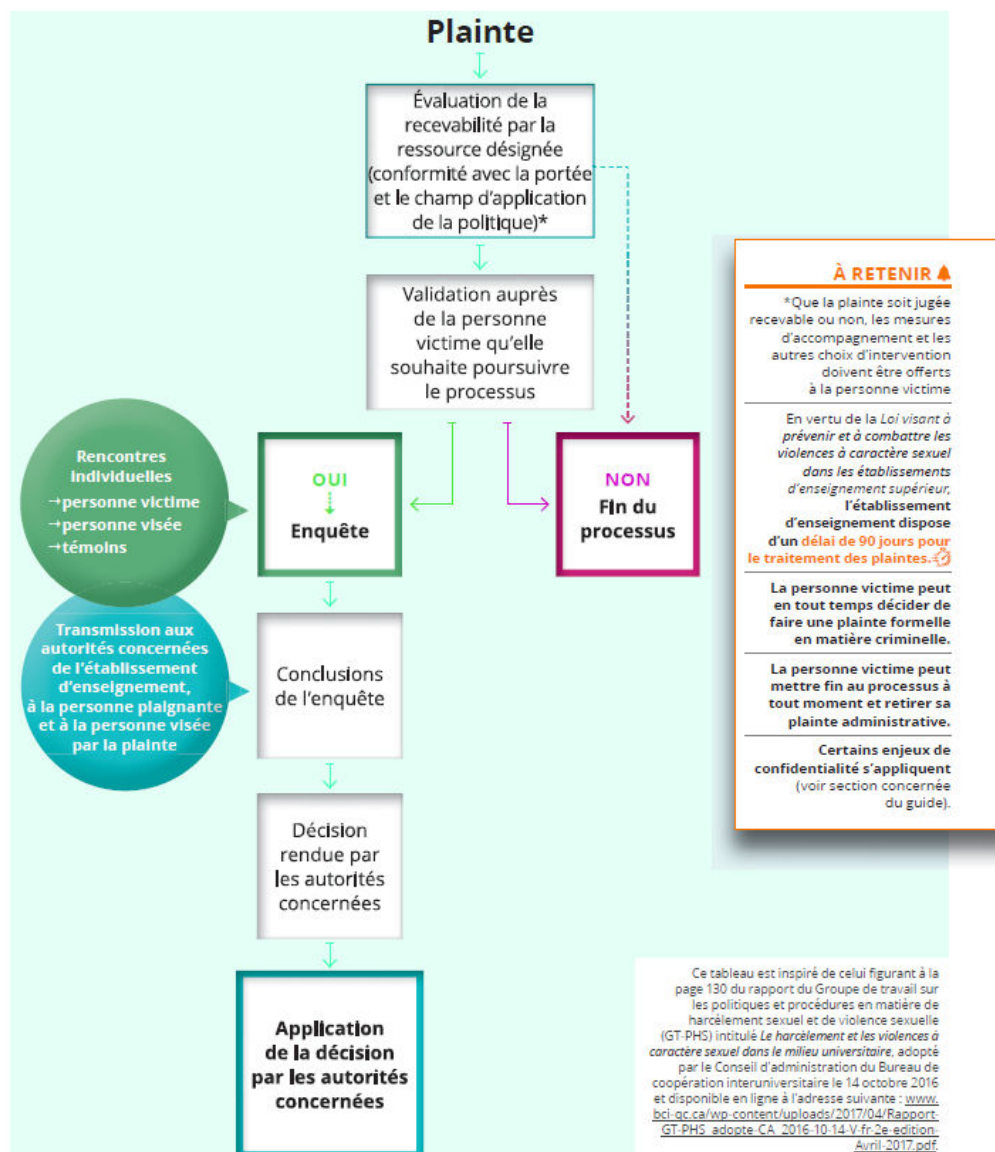 Plainte
Évaluation de la
recevabilité par la
ressource désignée
(conformité avec la portée
et le champ d'application
de la politique)*
Validation auprès
de la personne
victime qu'elle
souhaite poursuivre
le processus
Rencontres
individuelles
→personne victime
→personne visée
→témoins
OUI
Enquête
NON
Fin du
processus
Transmission aux
autorités concernées
de l'établissement
d'enseignement,
à la personne plaignante
et à la personne visée
par la plainte
Conclusions
de l'enquête
Décision
rendue par
les autorités
concernées
Application
de la décision
par les autorités
concernées
À RETENIR
*Que la plainte soit jugée
recevable ou non, les mesures
d'accompagnement et les
autres choix d'intervention
doivent être offerts
à la personne victime
En vertu de la Loi visant à
prévenir et à combattre les
violences à caractère sexuel
dans les établissements
d'enseignement supérieur,
l'établissement
d'enseignement dispose
d'un délai de 90 jours pour
le traitement des plaintes.
La personne victime peut
en tout temps décider de
faire une plainte formelle
en matière criminelle.
La personne victime peut
mettre fin au processus à
tout moment et retirer sa
plainte administrative.
Certains enjeux de
confidentialité s'appliquent
(voir section concernée
du guide).
Ce tableau est inspiré de celui figurant à la
page 130 du rapport du Groupe de travail sur
les politiques et procédures en matière de
harcèlement sexuel et de violence sexuelle
(GT-PHS) intitulé Le harcèlement et les violences à
caractère sexuel dans le milieu universitaire, adopté
par le Conseil d'administration du Bureau de
coopération interuniversitaire le 14 octobre 2016
et disponible en ligne à l'adresse suivante : www.
bci-qc.ca/wp-content/uploads/2017/04/Rapport-
GT-PHS_adopte-CA_2016-10-14-V-fr-2e-edition-
Avril-2017.pdf.